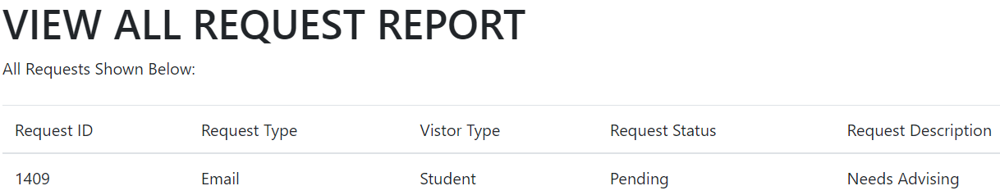 VIEW ALL REQUEST REPORT
All Requests Shown Below:
Request ID Request Type Vistor Type Request Status Request Description
1409 Email Student Pending Needs Advising